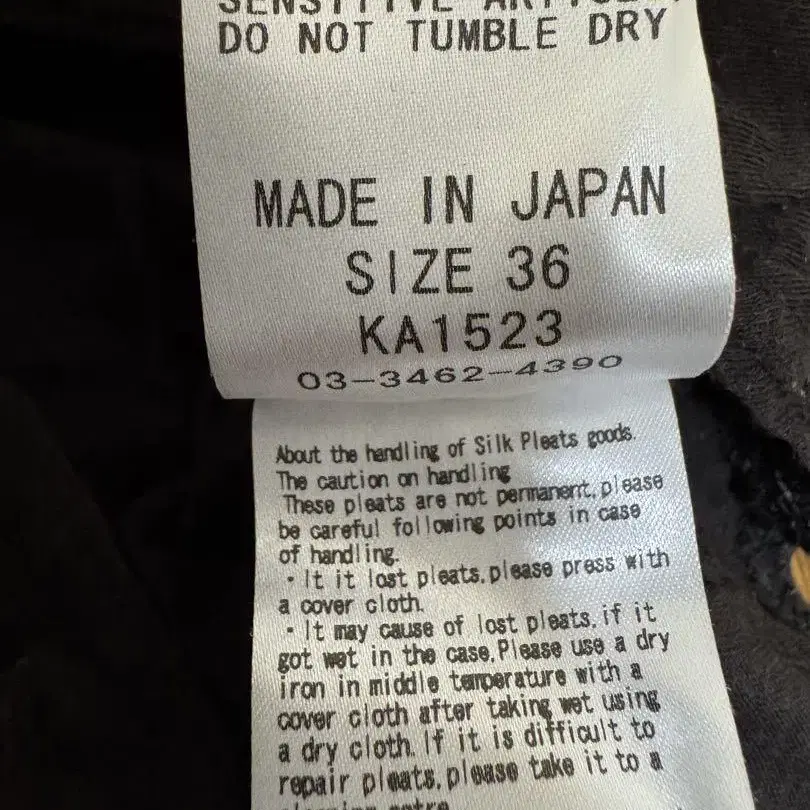 SENSITIVE
DO NOT TUMBLE DRY
MADE IN JAPAN
SIZE 36
KA1523
03-3462-4390
About the handling of Silk Pleats goods.
The caution on handling
These pleats are not permanent, please
be careful following points in case
of handling.
・It it lost pleats, please press with
a cover cloth.
・It may cause of lost pleats, if it
got wet in the case. Please use a dry
iron in middle temperature with a
cover cloth after taking wet using
a dry cloth. If it is difficult to
repair pleats, please take it to a